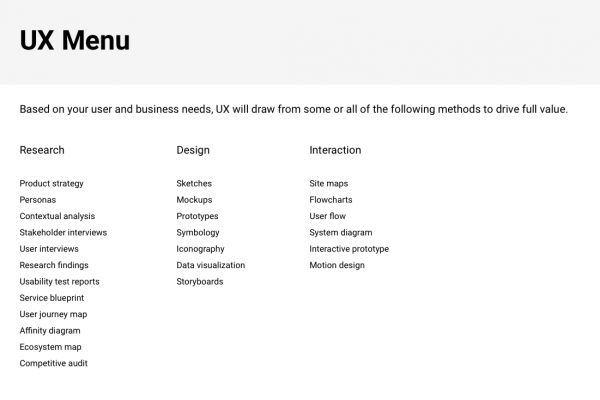 UX Menu
Based on your user and business needs, UX will draw from some or all of the following methods to drive full value.
Research
Product strategy
Personas
Contextual analysis
Stakeholder interviews
User interviews
Research findings
Usability test reports
Service blueprint
User journey map
Affinity diagram
Ecosystem map
Competitive audit
Design
Sketches
Mockups
Prototypes
Symbology
Iconography
Data visualization
Storyboards
Interaction
Site maps
Flowcharts
User flow
System diagram
Interactive prototype
Motion design